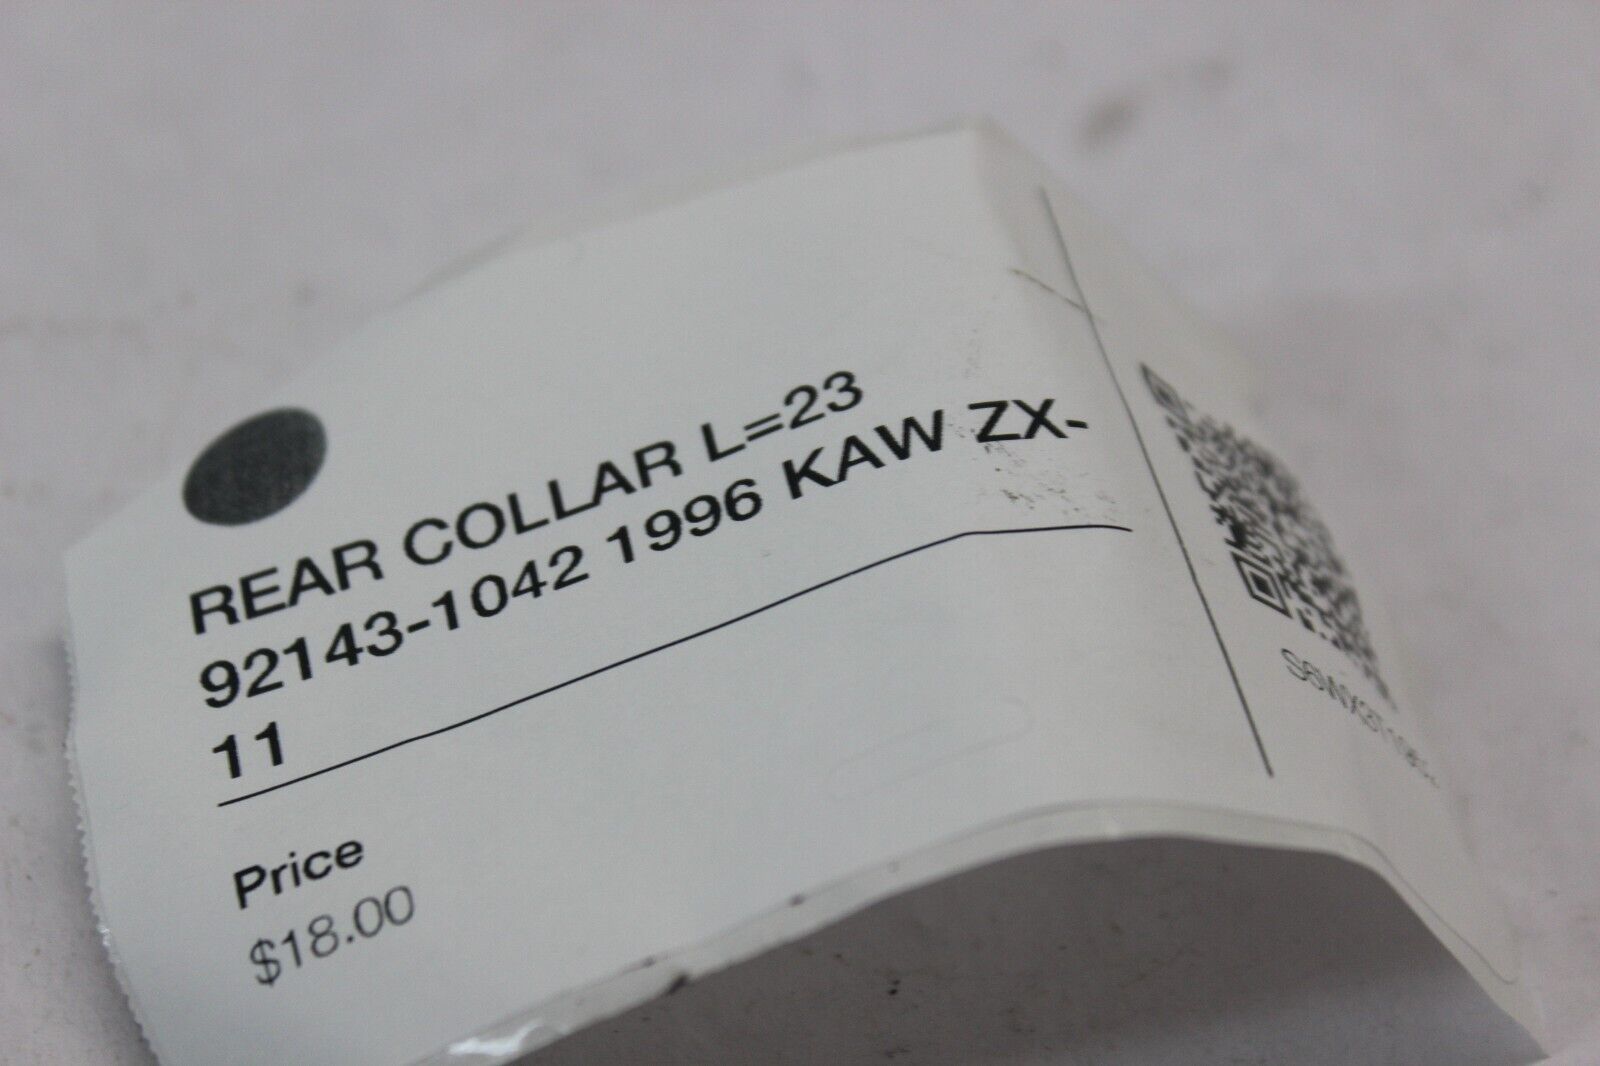 REAR COLLAR L=23
92143-1042 1996 KAW ZX-
11
Price
$18.00